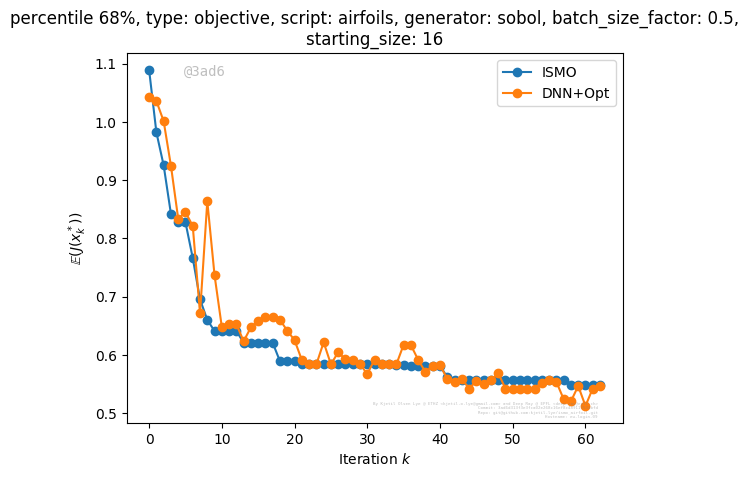 percentile 68%, type: objective, script: airfoils, generator: sobol, batch_size_factor: 0.5,
starting_size: 16
@3ad6
ISMO
DNN+Opt
1.1
1.0
0.9
0.8
0.7
0.6
0.5
𝔼(J(x*k))
0 10 20 30 40 50 60
Iteration k